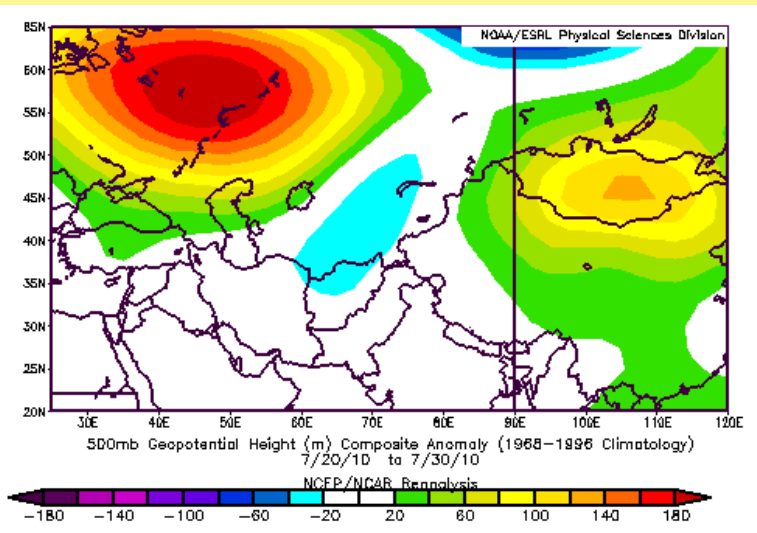 65N
60N
55N
50N
45N
40N
35N
30N
25N
20N
NOAA/ESRL Physical Sciences Division
30E 40E 50E 60E 70E 80E 90E 100E 110E 120E
500mb Geopotential Height (m) Composite Anomaly (1968-1996 Climatology)
7/20/10 to 7/30/10
NCEP/NCAR Reanalysis
-180 -140 -100 -60 -20 20 60 100 140 180